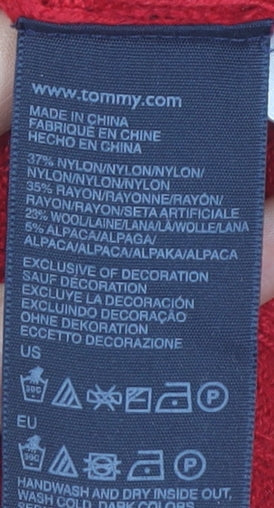 www.tommy.com
MADE IN CHINA
FABRIQUÉ EN CHINE
HECHO EN CHINA
37% NYLON/NYLON/NYLON/
NYLON/NYLON/NYLON
35% RAYON/RAYONNE/RAYÓN/
RAYON/RAYON/SETA ARTIFICIALE
23% WOOL/LAINE/LANA/LÃ/WOLLE/LANA
5% ALPACA/ALPAGA/
ALPACA/ALPACA/ALPAKA/ALPACA
EXCLUSIVE OF DECORATION
SAUF DÉCORATION
EXCLUYE LA DECORACIÓN
EXCLUINDO DECORAÇÃO
OHNE DEKORATION
ECCETTO DECORAZIONE
US
30C P
EU
30C P
HANDWASH AND DRY INSIDE OUT,
WASH COLD, DARK COLORS